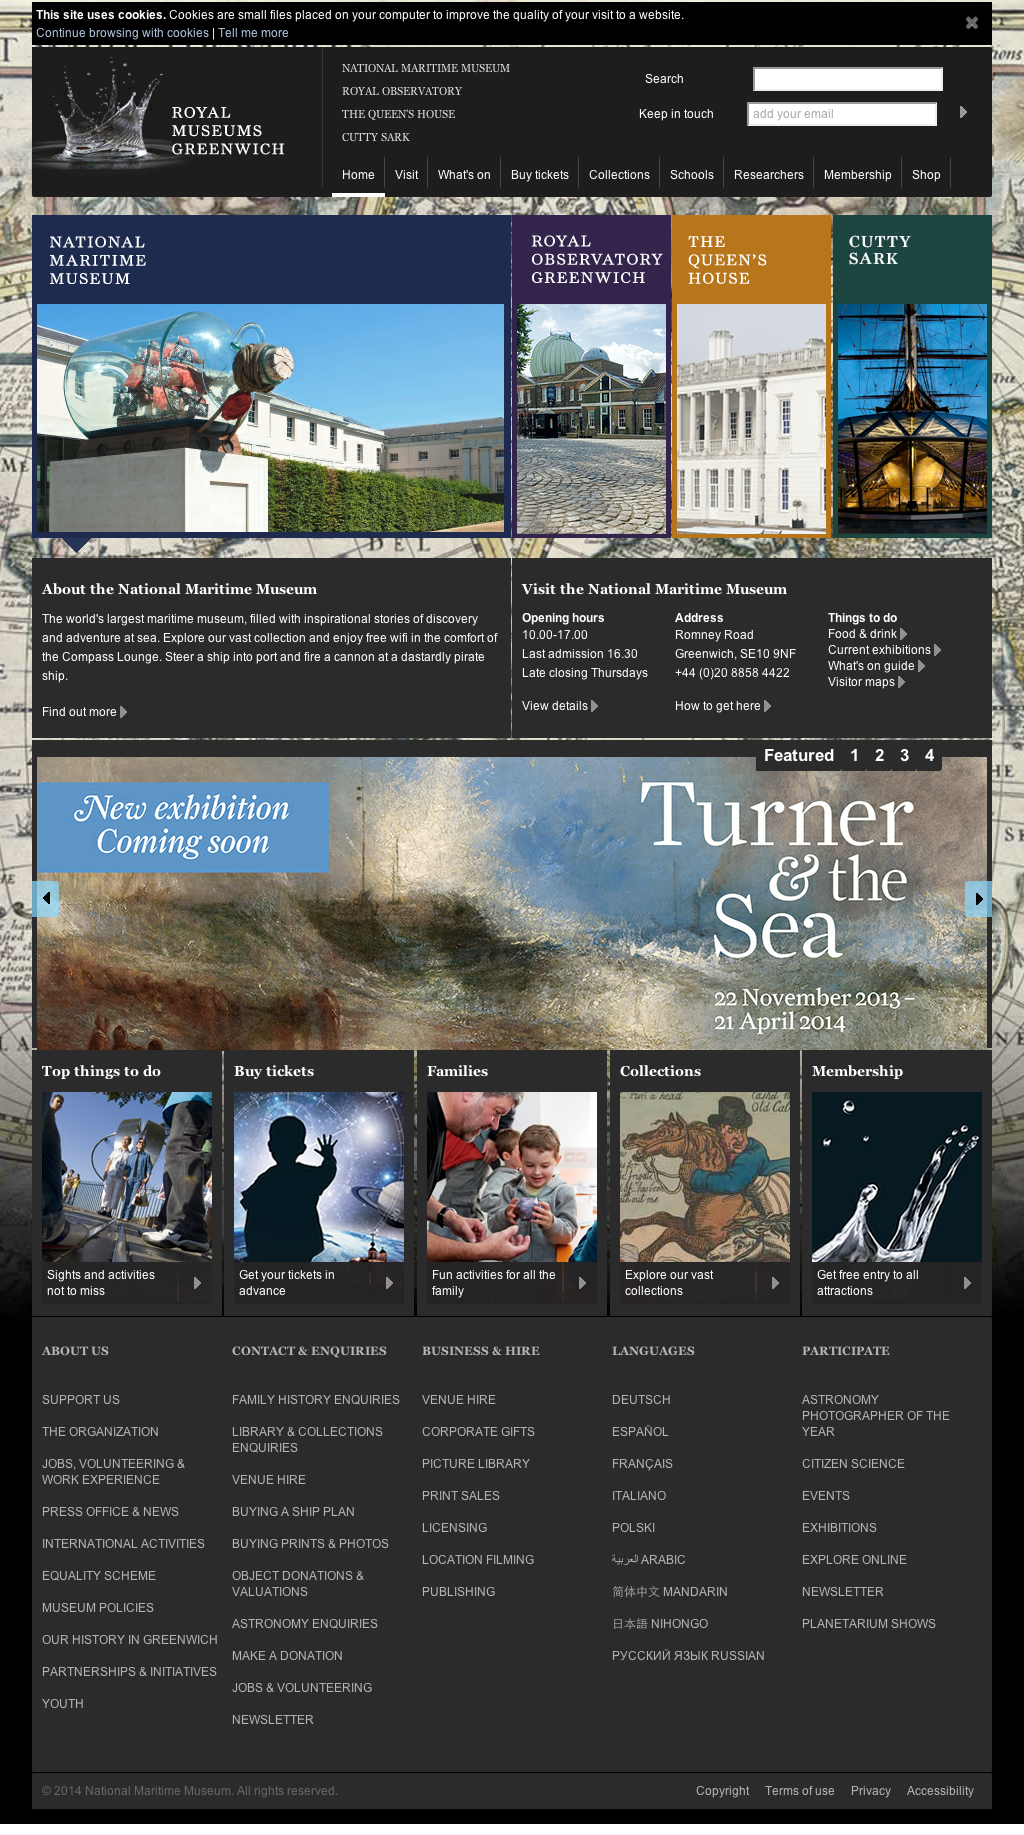 This site uses cookies. Cookies are small files placed on your computer to improve the quality of your visit to a website.
Continue browsing with cookies | Tell me more
ROYAL
MUSEUMS
GREENWICH
NATIONAL MARITIME MUSEUM
ROYAL OBSERVATORY
THE QUEEN'S HOUSE
CUTTY SARK
Search
Keep in touch
add your email
Home
Visit
What's on
Buy tickets
Collections
Schools
Researchers
Membership
Shop
NATIONAL
MARITIME
MUSEUM
ROYAL
OBSERVATORY
GREENWICH
THE
QUEEN'S
HOUSE
CUTTY
SARK
About the National Maritime Museum
The world's largest maritime museum, filled with inspirational stories of discovery
and adventure at sea. Explore our vast collection and enjoy free wifi in the comfort of
the Compass Lounge. Steer a ship into port and fire a cannon at a dastardly pirate
ship.
Find out more
Visit the National Maritime Museum
Opening hours
10.00-17.00
Last admission 16.30
Late closing Thursdays
View details
Address
Romney Road
Greenwich, SE10 9NF
+44 (0)20 8858 4422
How to get here
Things to do
Food & drink
Current exhibitions
What's on guide
Visitor maps
Featured 1 2 3 4
New exhibition
Coming soon
Turner
& the
Sea
22 November 2013 –
21 April 2014
Top things to do
Sights and activities
not to miss
Buy tickets
Get your tickets in
advance
Families
Fun activities for all the
family
Collections
Explore our vast
collections
Membership
Get free entry to all
attractions
ABOUT US
SUPPORT US
THE ORGANIZATION
JOBS, VOLUNTEERING &
WORK EXPERIENCE
PRESS OFFICE & NEWS
INTERNATIONAL ACTIVITIES
EQUALITY SCHEME
MUSEUM POLICIES
OUR HISTORY IN GREENWICH
PARTNERSHIPS & INITIATIVES
YOUTH
CONTACT & ENQUIRIES
FAMILY HISTORY ENQUIRIES
LIBRARY & COLLECTIONS
ENQUIRIES
VENUE HIRE
BUYING A SHIP PLAN
BUYING PRINTS & PHOTOS
OBJECT DONATIONS &
VALUATIONS
ASTRONOMY ENQUIRIES
MAKE A DONATION
JOBS & VOLUNTEERING
NEWSLETTER
BUSINESS & HIRE
VENUE HIRE
CORPORATE GIFTS
PICTURE LIBRARY
PRINT SALES
LICENSING
LOCATION FILMING
PUBLISHING
LANGUAGES
DEUTSCH
ESPAÑOL
FRANÇAIS
ITALIANO
POLSKI
العربية ARABIC
简体中文 MANDARIN
日本語 NIHONGO
РУССКИЙ ЯЗЫК RUSSIAN
PARTICIPATE
ASTRONOMY
PHOTOGRAPHER OF THE
YEAR
CITIZEN SCIENCE
EVENTS
EXHIBITIONS
EXPLORE ONLINE
NEWSLETTER
PLANETARIUM SHOWS
© 2014 National Maritime Museum. All rights reserved.
Copyright
Terms of use
Privacy
Accessibility